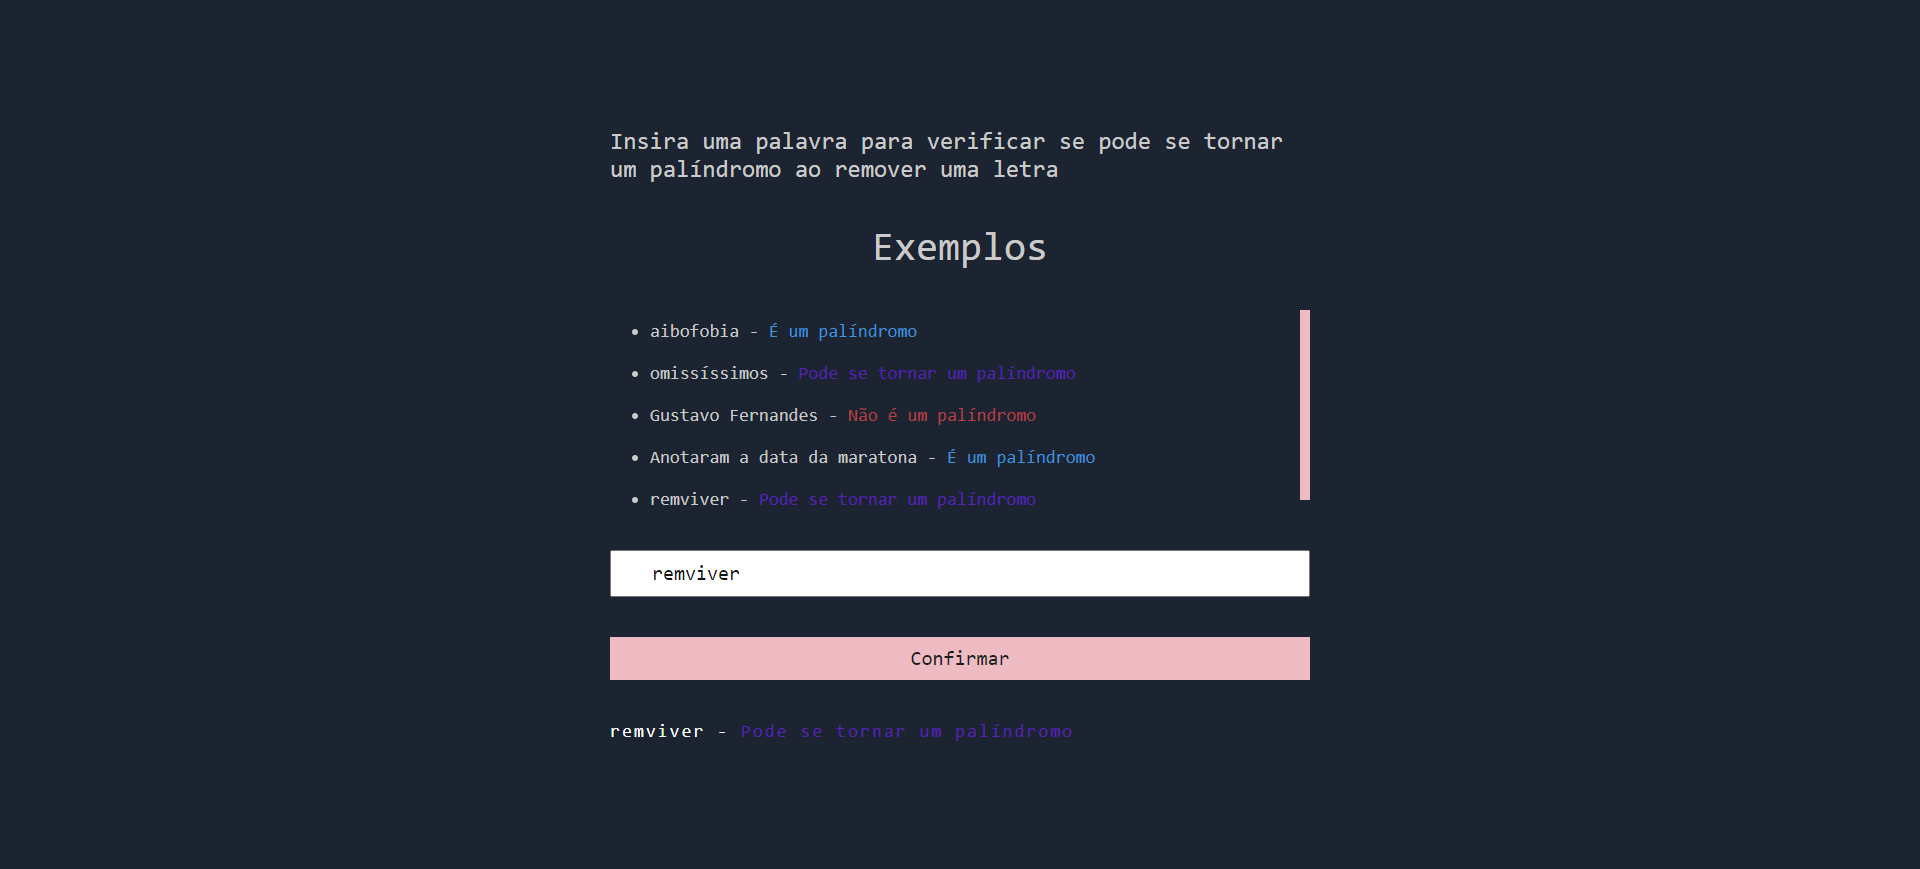 Insira uma palavra para verificar se pode se tornar
um palíndromo ao remover uma letra
Exemplos
• aibofobia - É um palíndromo
• omissíssimos - Pode se tornar um palíndromo
• Gustavo Fernandes - Não é um palíndromo
• Anotaram a data da maratona - É um palíndromo
• remviver - Pode se tornar um palíndromo
remviver
Confirmar
remviver - Pode se tornar um palíndromo